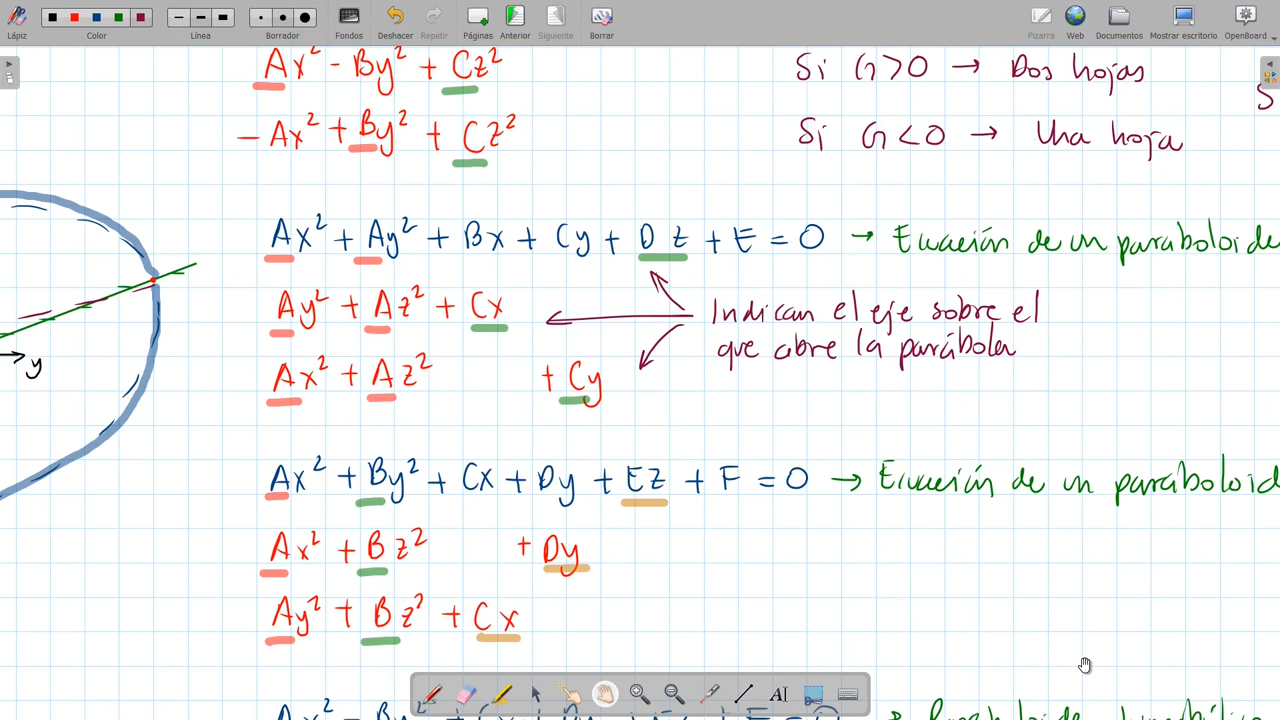 Lápiz Color Línea Borrador Fondos Deshacer Repetir Páginas Anterior Siguiente Borrar Pizarra Web Documentos Mostrar escritorio OpenBoard
Ax² - By² + Cz²
Si G>0 → Dos hojas
S
- Ax² + By² + Cz²
Si G<0 → Una hoja
Ax² + Ay² + Bx + Cy + Dz + E = 0 → Ecuación de un paraboloide
Ay² + Az² + Cx
Indican el eje sobre el
que abre la parábola
y
Ax² + Az² + Cy
Ax² + By² + Cx + Dy + Ez + F = 0 → Ecuación de un paraboloid
Ax² + Bz² + Dy
Ay² + Bz² + Cx
AI